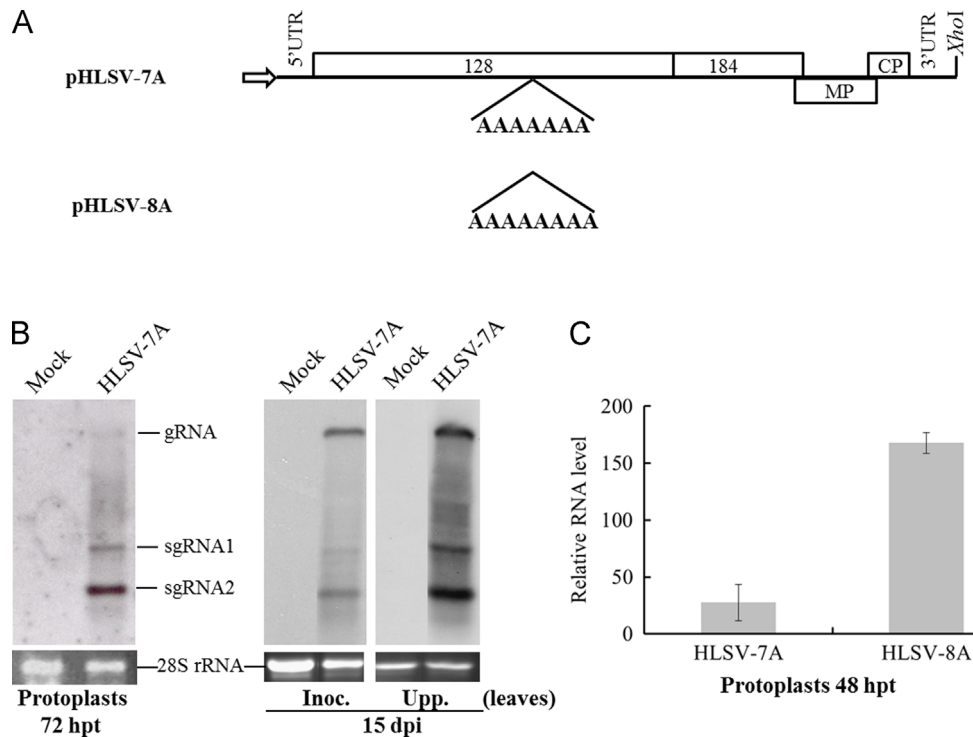 A
pHLSV-7A
5'UTR
128
184
MP
CP
3'UTR
XhoI
AAAAAAA
pHLSV-8A
AAAAAAAA
B
Mock
HLSV-7A
Mock
HLSV-7A
Mock
HLSV-7A
gRNA
sgRNA1
sgRNA2
28S rRNA
Protoplasts
72 hpt
Inoc.
Upp.
(leaves)
15 dpi
C
Relative RNA level
200
150
100
50
0
HLSV-7A
HLSV-8A
Protoplasts 48 hpt